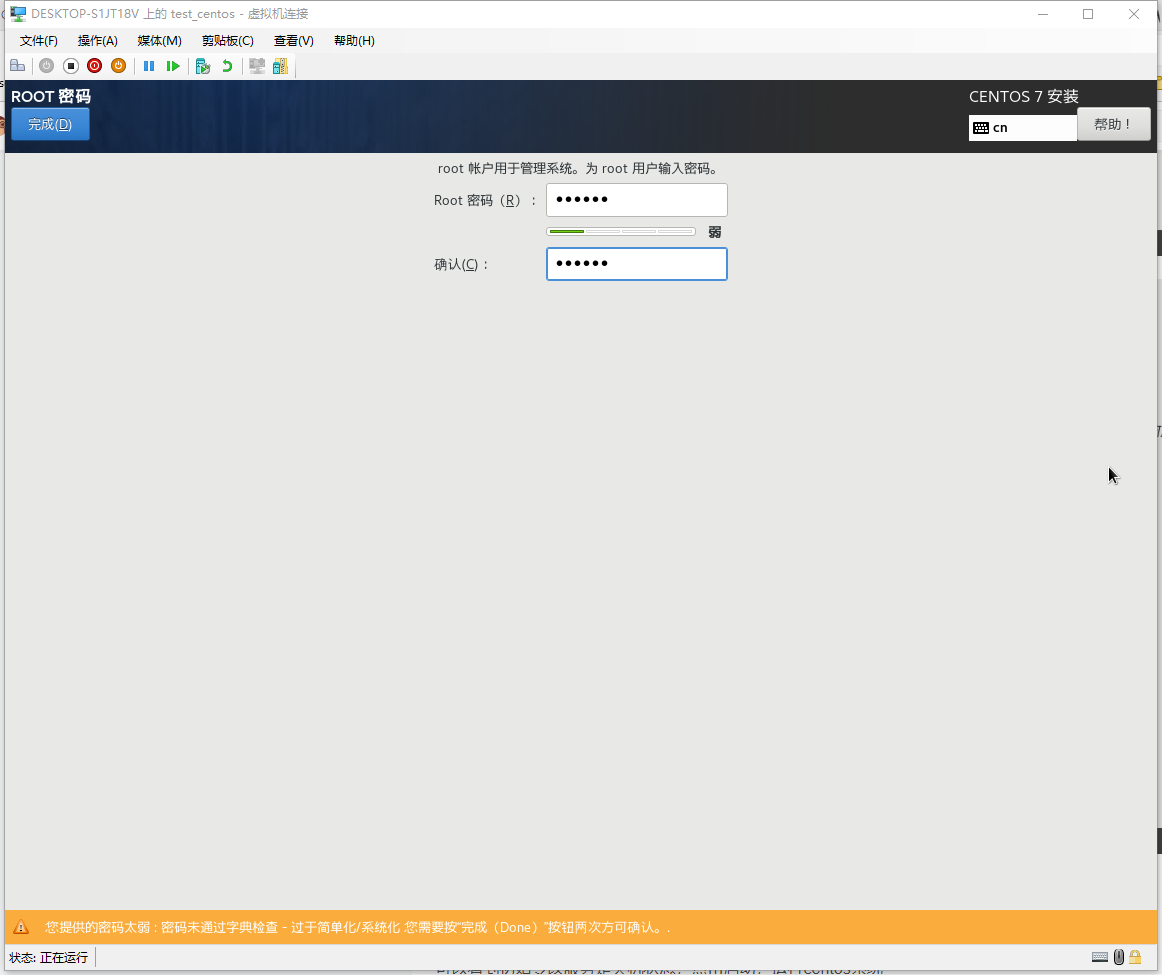 DESKTOP-S1JT18V 上的 test_centos - 虚拟机连接
文件(F) 操作(A) 媒体(M) 剪贴板(C) 查看(V) 帮助(H)
ROOT 密码
CENTOS 7 安装
完成(D)
cn
帮助！
root 帐户用于管理系统。为 root 用户输入密码。
Root 密码（R）：
●●●●●●
弱
确认(C)：
●●●●●●
您提供的密码太弱 : 密码未通过字典检查 - 过于简单化/系统化 您需要按“完成（Done）”按钮两次方可确认。.
状态: 正在运行